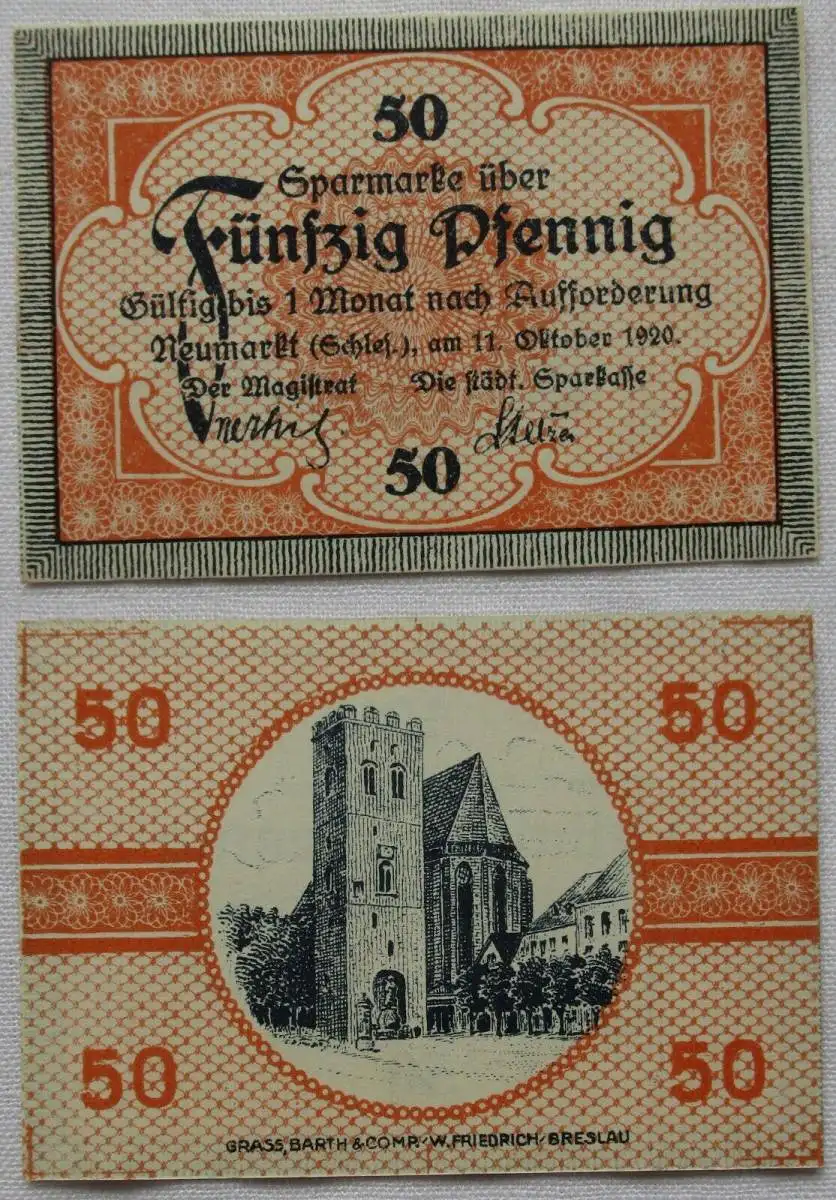 50
Sparmarke über
Fünfzig Pfennig
Gültig bis 1 Monat nach Aufforderung
Neumarkt (Schles.), am 11. Oktober 1920.
Der Magistrat Die städt. Sparkasse
50
50 50
50 50
GRASS, BARTH & COMP. - W. FRIEDRICH - BRESLAU